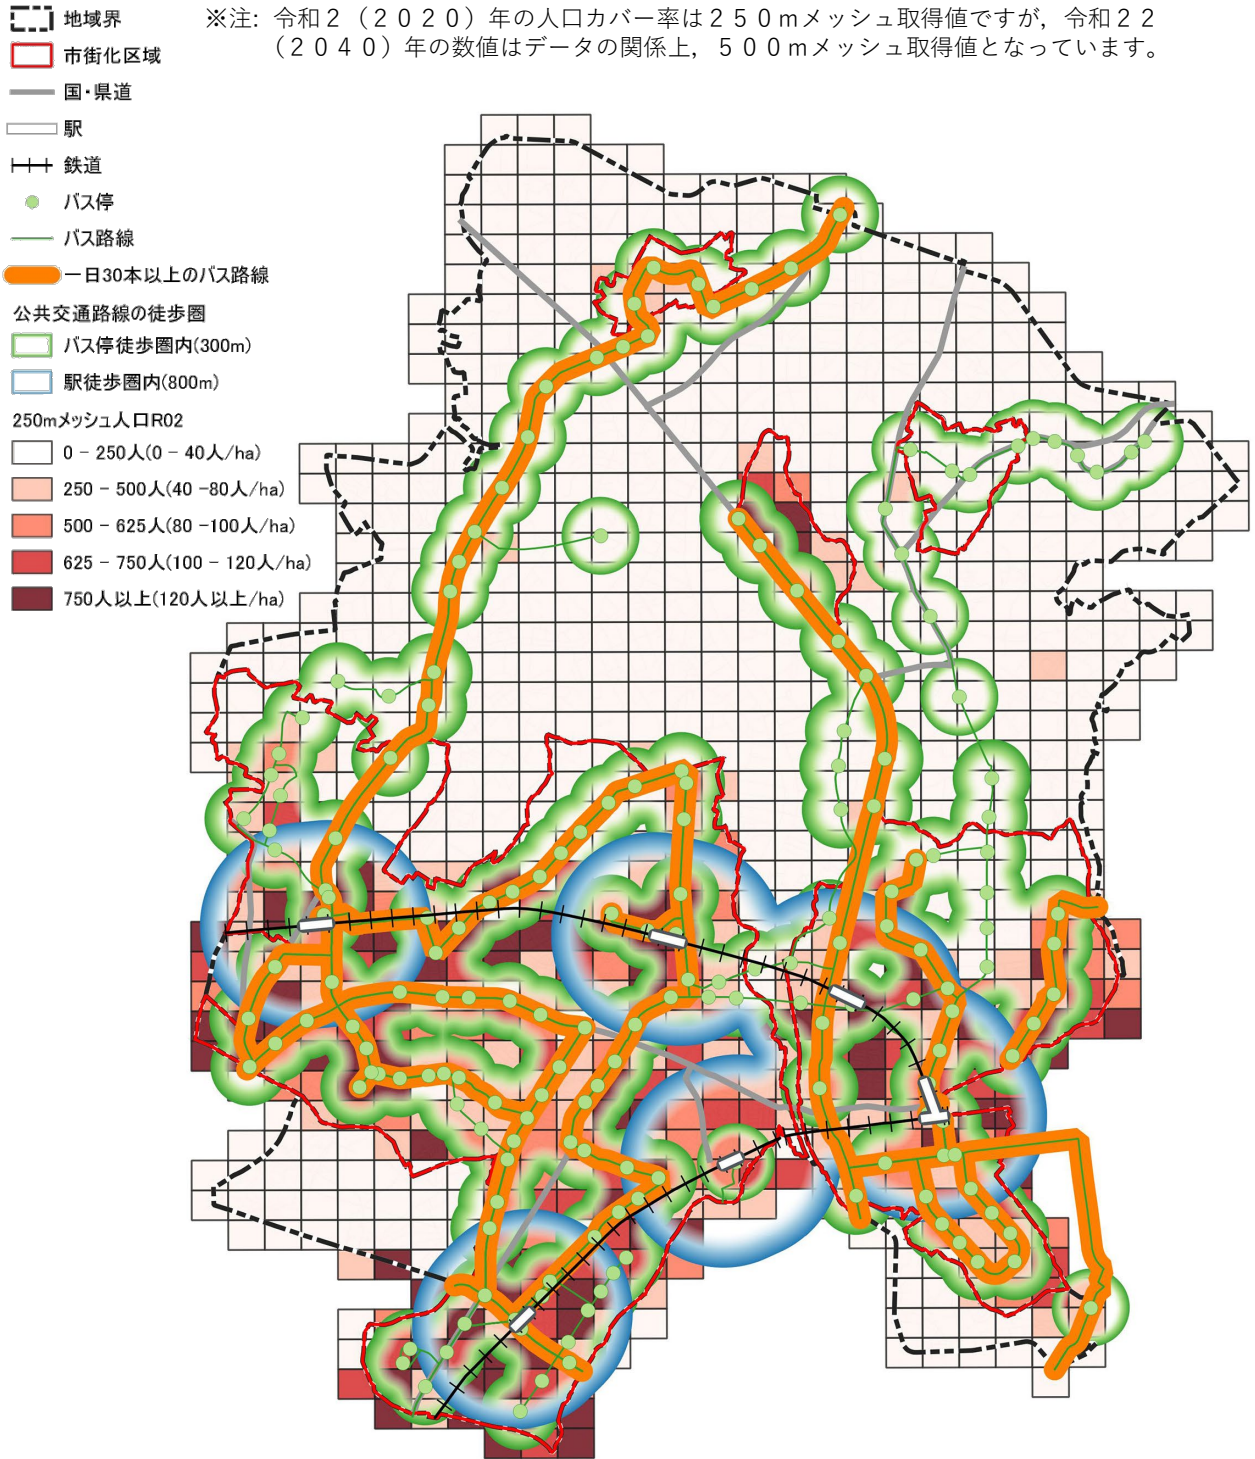 ※注: 令和２（２０２０）年の人口カバー率は２５０ｍメッシュ取得値ですが，令和２２
（２０４０）年の数値はデータの関係上，５００ｍメッシュ取得値となっています。
地域界
市街化区域
国・県道
駅
鉄道
バス停
バス路線
一日30本以上のバス路線
公共交通路線の徒歩圏
バス停徒歩圏内(300m)
駅徒歩圏内(800m)
250mメッシュ人口R02
0 - 250人(0 - 40人/ha)
250 - 500人(40 -80人/ha)
500 - 625人(80 -100人/ha)
625 - 750人(100 - 120人/ha)
750人以上(120人以上/ha)